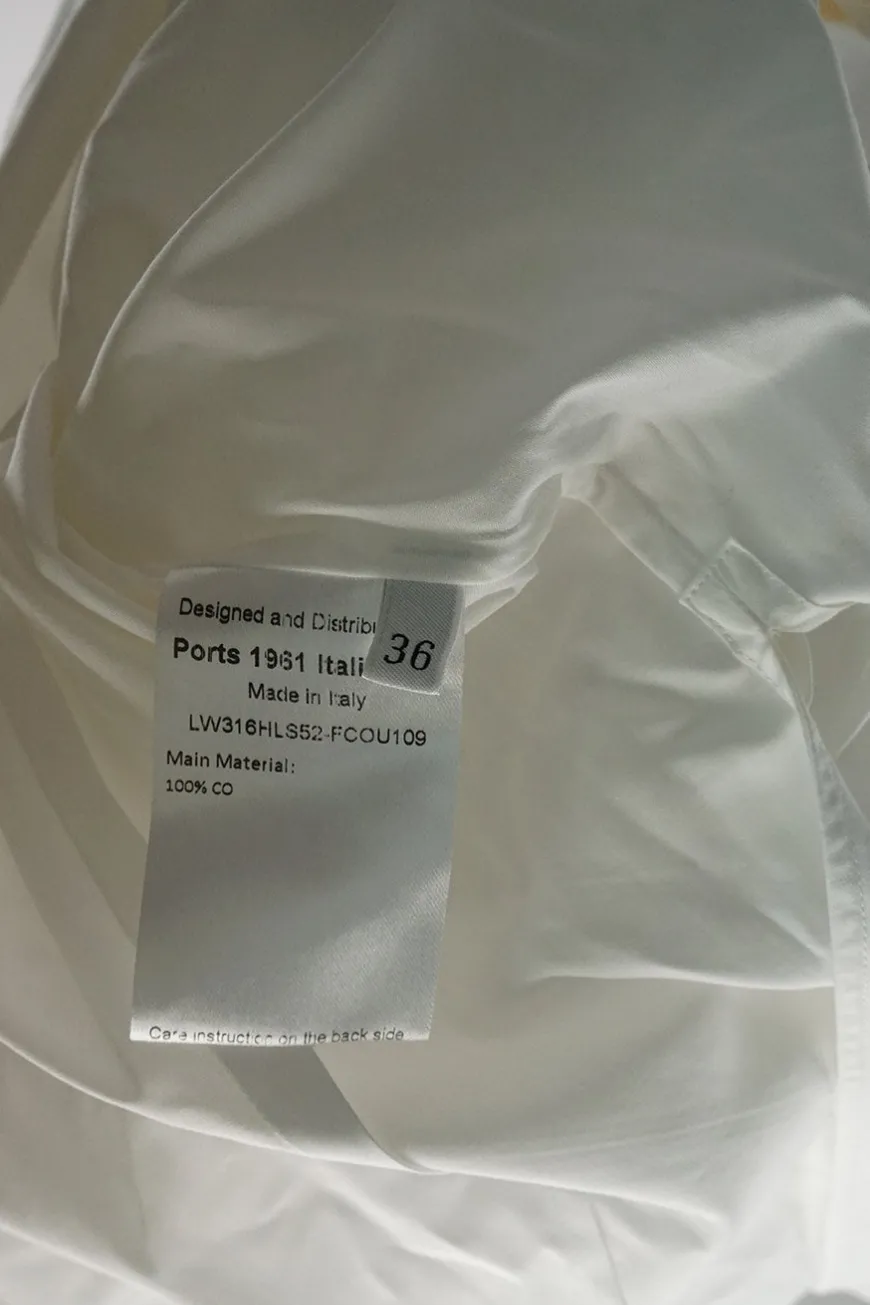 Designed and Distrib
Ports 1961 Itali
36
Made in Italy
LW316HLS52-FCOU109
Main Material:
100% CO
Care instruction on the back side